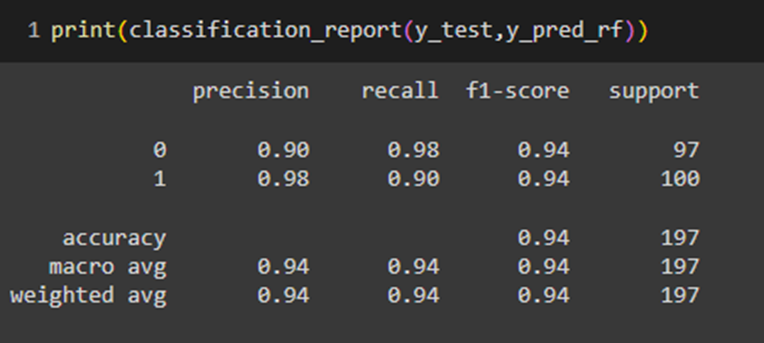 1 print(classification_report(y_test,y_pred_rf))
precision recall f1-score support
0 0.90 0.98 0.94 97
1 0.98 0.90 0.94 100
accuracy 0.94 197
macro avg 0.94 0.94 0.94 197
weighted avg 0.94 0.94 0.94 197